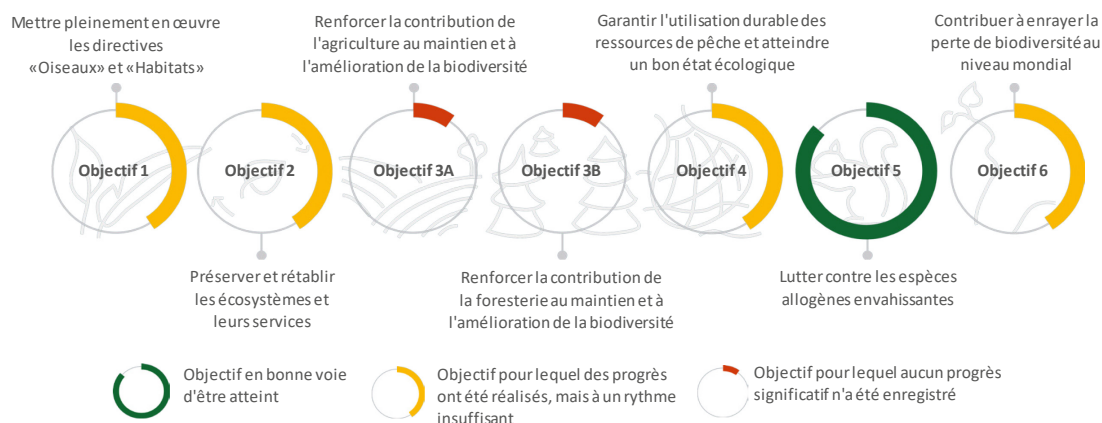 Mettre pleinement en œuvre
les directives
«Oiseaux» et «Habitats»
Renforcer la contribution de
l'agriculture au maintien et à
l'amélioration de la biodiversité
Garantir l'utilisation durable des
ressources de pêche et atteindre
un bon état écologique
Contribuer à enrayer la
perte de biodiversité au
niveau mondial
Objectif 1
Objectif 2
Objectif 3A
Objectif 3B
Objectif 4
Objectif 5
Objectif 6
Préserver et rétablir
les écosystèmes et
leurs services
Renforcer la contribution de
la foresterie au maintien et à
l'amélioration de la biodiversité
Lutter contre les espèces
allogènes envahissantes
Objectif en bonne voie
d'être atteint
Objectif pour lequel des progrès
ont été réalisés, mais à un rythme
insuffisant
Objectif pour lequel aucun progrès
significatif n'a été enregistré